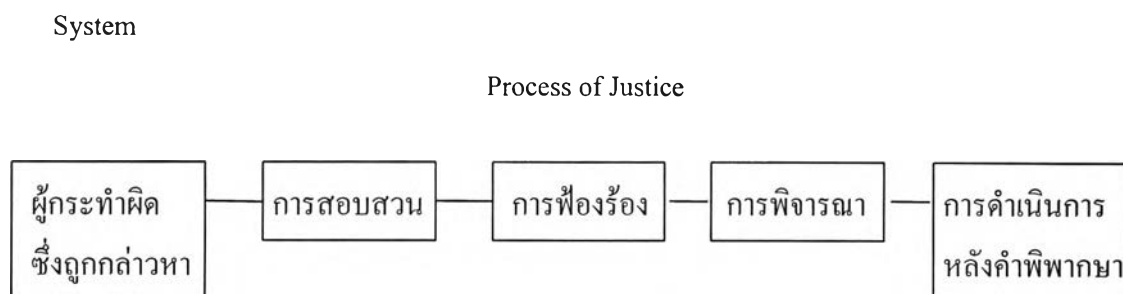 System
Process of Justice
ผู้กระทำผิด
ซึ่งถูกกล่าวหา
การสอบสวน
การฟ้องร้อง
การพิจารณา
การดำเนินการ
หลังคำพิพากษา